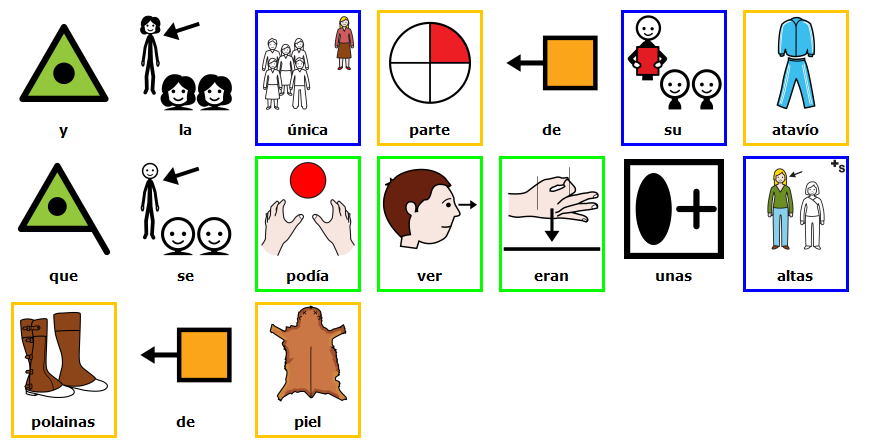 y la única parte de su atavío
que se podía ver eran unas altas
polainas de piel